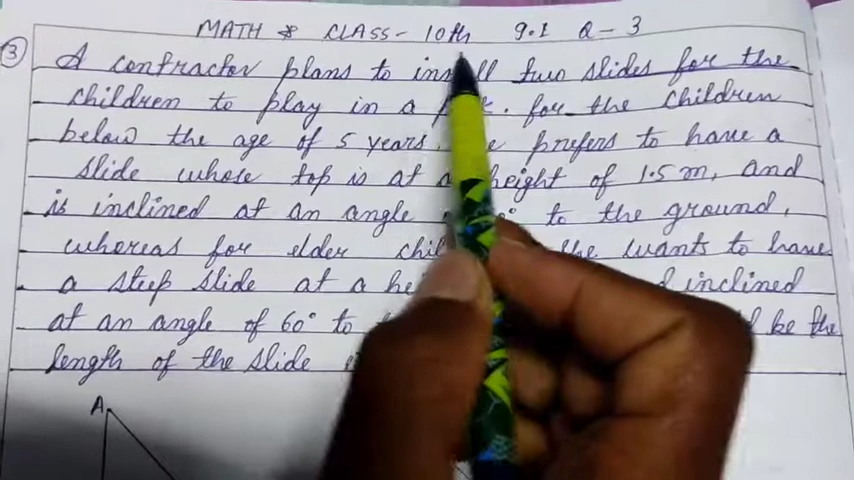 MATH * CLASS- 10th 9.1 Q-3
③ A contractor plans to install two slides for the
children to play in a . for the children
below the age of 5 years. prefers to have a
slide whose top is at a height of 1.5 m, and
is inclined at an angle to the ground,
whereas for elder she wants to have
a steep slide at a inclined
at an angle of 60° to be the
length of the slide
A